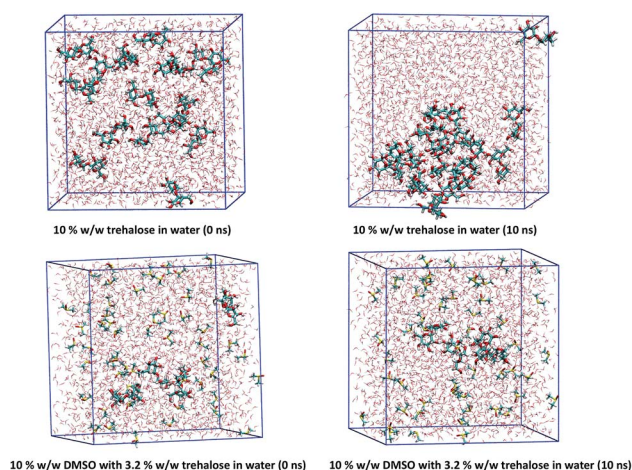 10 % w/w trehalose in water (0 ns)
10 % w/w trehalose in water (10 ns)
10 % w/w DMSO with 3.2 % w/w trehalose in water (0 ns)
10 % w/w DMSO with 3.2 % w/w trehalose in water (10 ns)